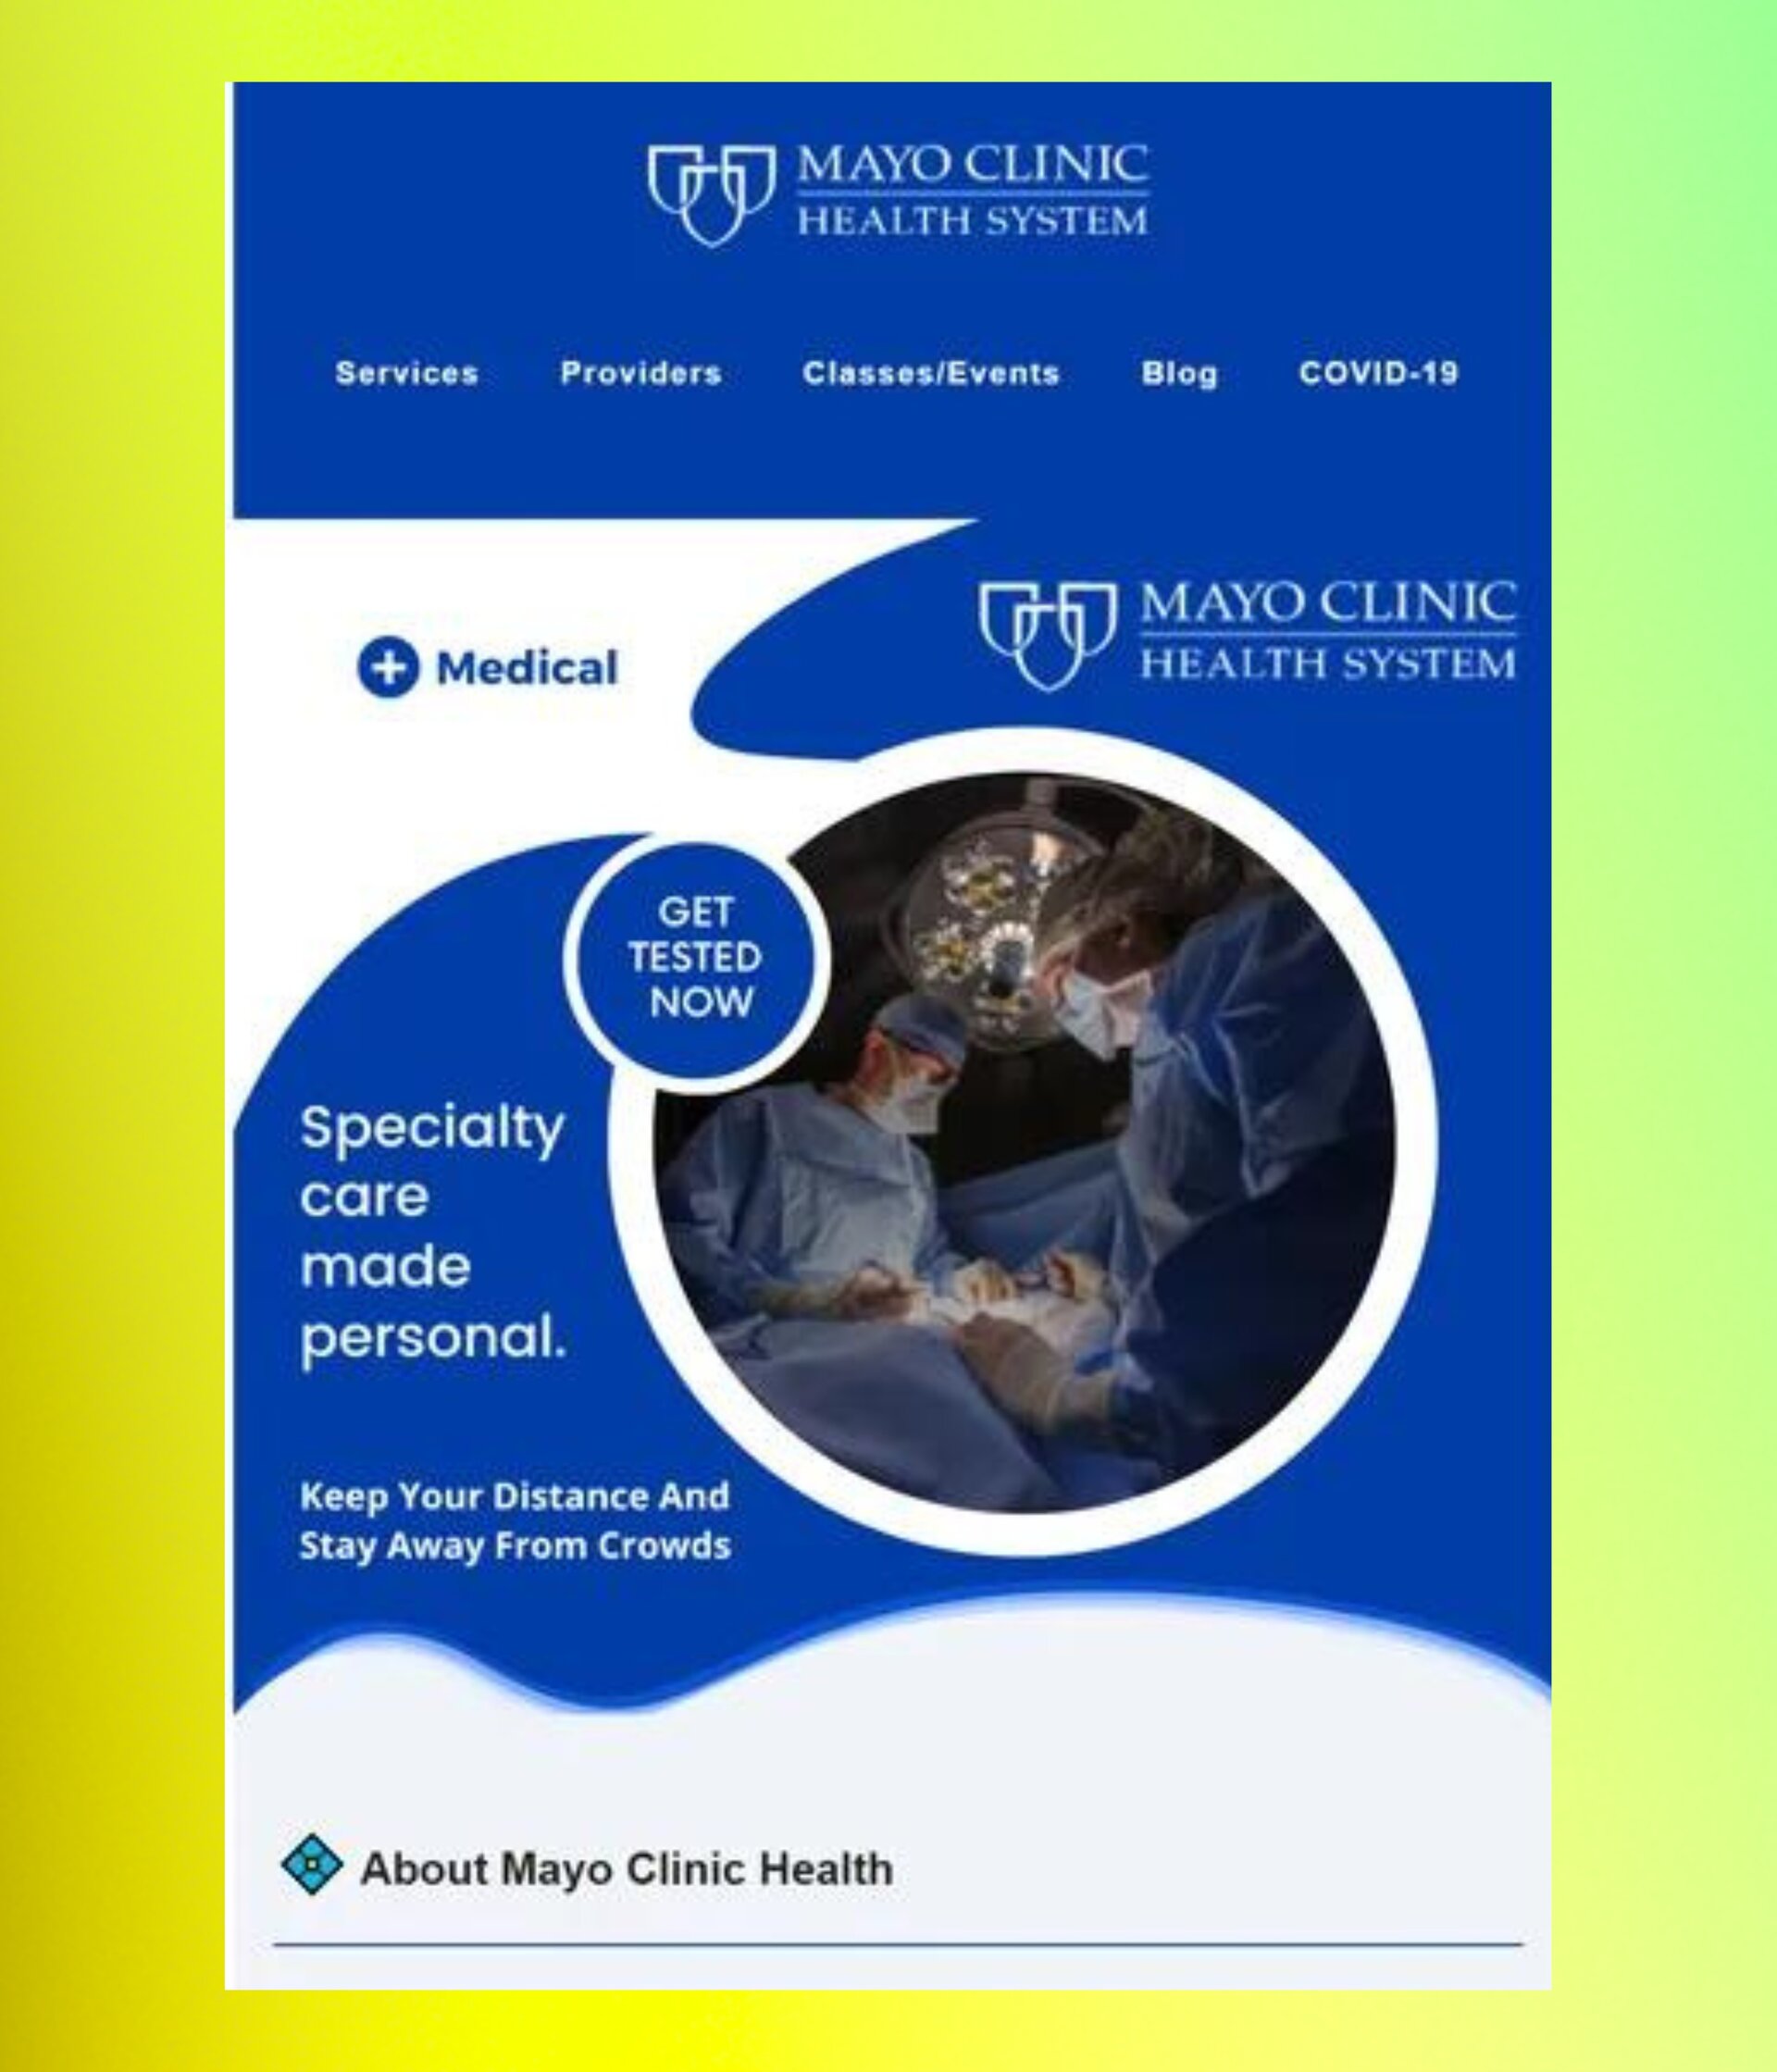 MAYO CLINIC
HEALTH SYSTEM
Services Providers Classes/Events Blog COVID-19
Medical
MAYO CLINIC
HEALTH SYSTEM
GET
TESTED
NOW
Specialty
care
made
personal.
Keep Your Distance And
Stay Away From Crowds
About Mayo Clinic Health